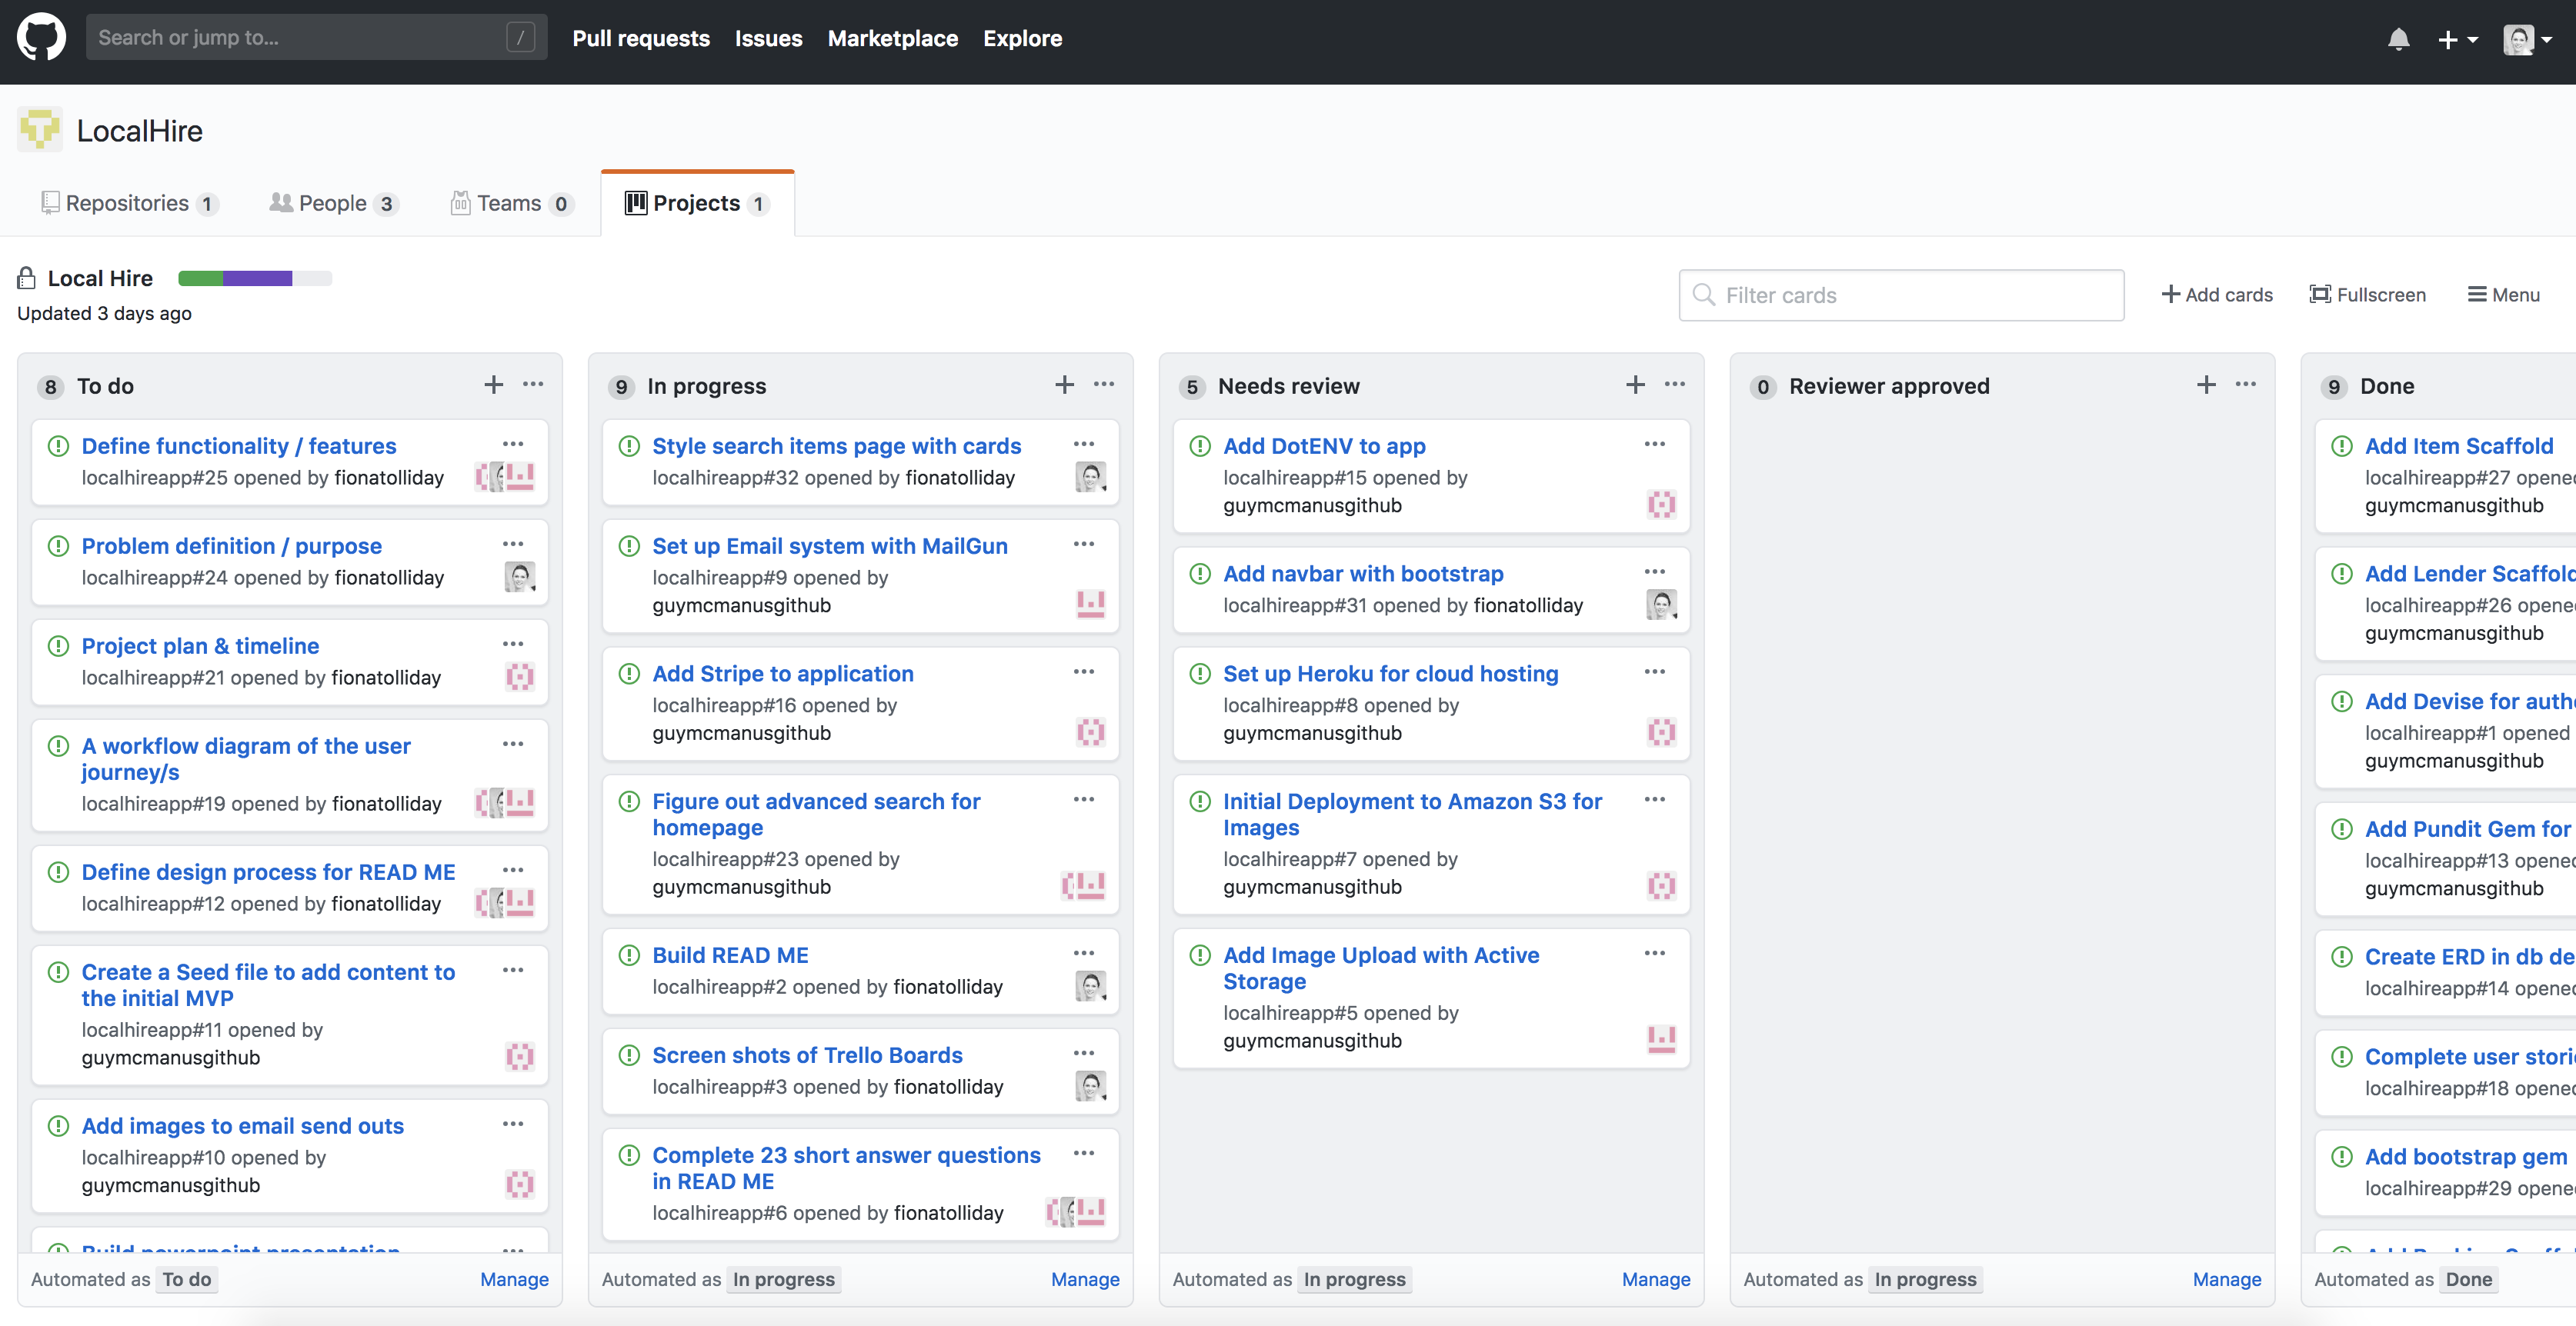 Search or jump to... /
Pull requests Issues Marketplace Explore
LocalHire
Repositories 1 People 3 Teams 0 Projects 1
Local Hire
Updated 3 days ago
Filter cards
Add cards Fullscreen Menu
8 To do
Define functionality / features
localhireapp#25 opened by fionatolliday
Problem definition / purpose
localhireapp#24 opened by fionatolliday
Project plan & timeline
localhireapp#21 opened by fionatolliday
A workflow diagram of the user
journey/s
localhireapp#19 opened by fionatolliday
Define design process for READ ME
localhireapp#12 opened by fionatolliday
Create a Seed file to add content to
the initial MVP
localhireapp#11 opened by
guymcmanusgithub
Add images to email send outs
localhireapp#10 opened by
guymcmanusgithub
Build powerpoint presentation
Automated as To do Manage
9 In progress
Style search items page with cards
localhireapp#32 opened by fionatolliday
Set up Email system with MailGun
localhireapp#9 opened by
guymcmanusgithub
Add Stripe to application
localhireapp#16 opened by
guymcmanusgithub
Figure out advanced search for
homepage
localhireapp#23 opened by
guymcmanusgithub
Build READ ME
localhireapp#2 opened by fionatolliday
Screen shots of Trello Boards
localhireapp#3 opened by fionatolliday
Complete 23 short answer questions
in READ ME
localhireapp#6 opened by fionatolliday
Automated as In progress Manage
5 Needs review
Add DotENV to app
localhireapp#15 opened by
guymcmanusgithub
Add navbar with bootstrap
localhireapp#31 opened by fionatolliday
Set up Heroku for cloud hosting
localhireapp#8 opened by
guymcmanusgithub
Initial Deployment to Amazon S3 for
Images
localhireapp#7 opened by
guymcmanusgithub
Add Image Upload with Active
Storage
localhireapp#5 opened by
guymcmanusgithub
Automated as In progress Manage
0 Reviewer approved
Automated as In progress Manage
9 Done
Add Item Scaffold
localhireapp#27 opened
guymcmanusgithub
Add Lender Scaffold
localhireapp#26 opene
guymcmanusgithub
Add Devise for auth
localhireapp#1 opened
guymcmanusgithub
Add Pundit Gem for
localhireapp#13 opened
guymcmanusgithub
Create ERD in db de
localhireapp#14 opene
Complete user stori
localhireapp#18 opened
Add bootstrap gem
localhireapp#29 opene
Automated as Done